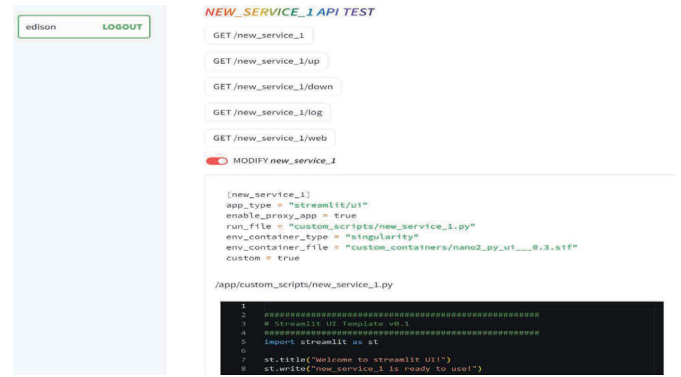 edison LOGOUT
NEW_SERVICE_1 API TEST
GET /new_service_1
GET /new_service_1/up
GET /new_service_1/down
GET /new_service_1/log
GET /new_service_1/web
MODIFY new_service_1
[new_service_1]
app_type = "streamlit/ui"
enable_proxy_app = true
run_file = "custom_scripts/new_service_1.py"
env_container_type = "singularity"
env_container_file = "custom_containers/nano2_py_ui___0.3.sif"
custom = true
/app/custom_scripts/new_service_1.py
1
2 #####################################################
3 # Streamlit UI Template v0.1
4 #####################################################
5 import streamlit as st
6
7 st.title("Welcome to streamlit UI!")
8 st.write("new_service_1 is ready to use!")